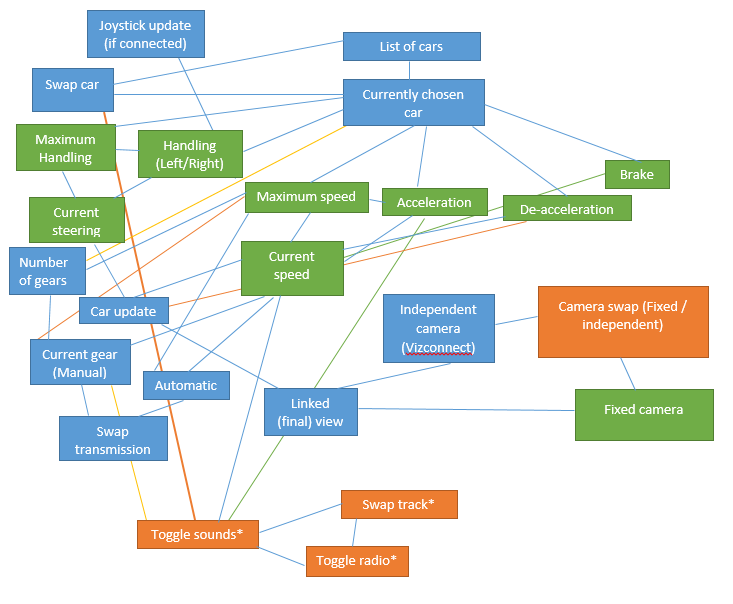 Joystick update
(if connected)
List of cars
Swap car
Currently chosen
car
Maximum
Handling
Handling
(Left/Right)
Brake
Maximum speed
Acceleration
De-acceleration
Current
steering
Number
of gears
Current
speed
Car update
Independent
camera
(Vizconnect)
Camera swap (Fixed /
independent)
Current gear
(Manual)
Automatic
Linked
(final) view
Fixed camera
Swap
transmission
Swap track*
Toggle sounds*
Toggle radio*